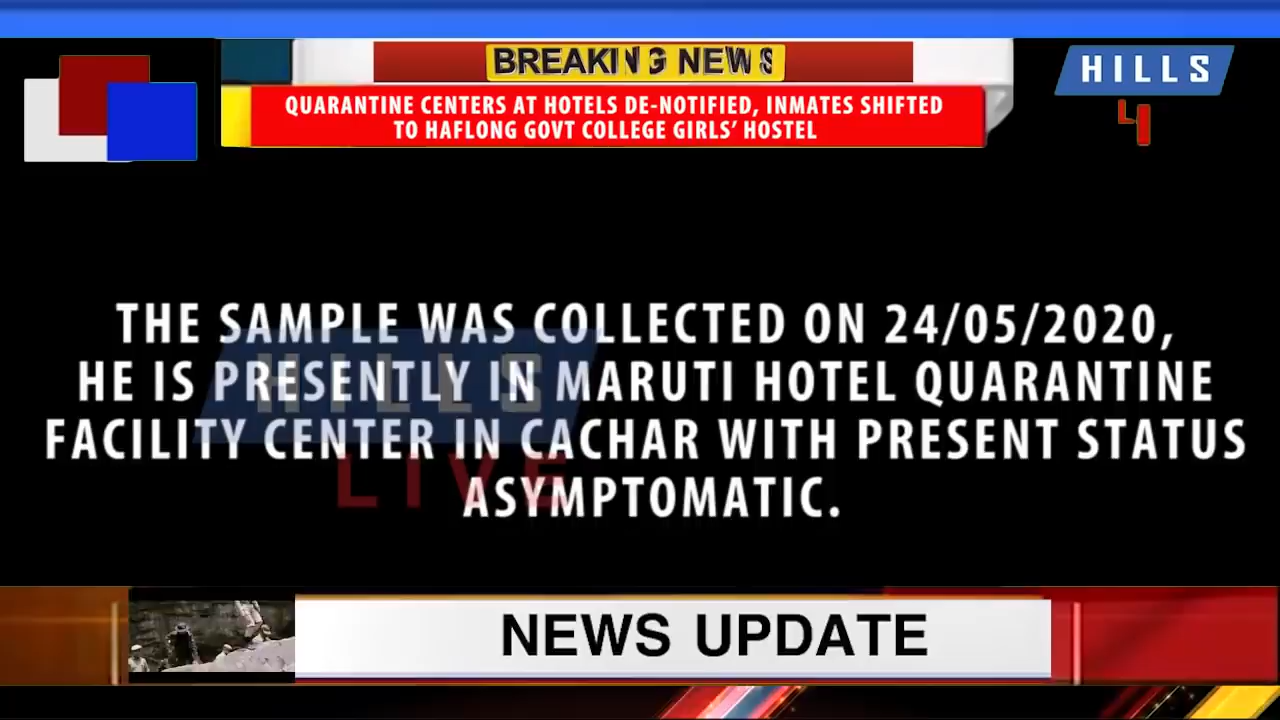 BREAKING NEWS
HILLS
QUARANTINE CENTERS AT HOTELS DE-NOTIFIED, INMATES SHIFTED
TO HAFLONG GOVT COLLEGE GIRLS' HOSTEL
THE SAMPLE WAS COLLECTED ON 24/05/2020,
HE IS PRESENTLY IN MARUTI HOTEL QUARANTINE
FACILITY CENTER IN CACHAR WITH PRESENT STATUS
ASYMPTOMATIC.
HILLS
LIVE
NEWS UPDATE